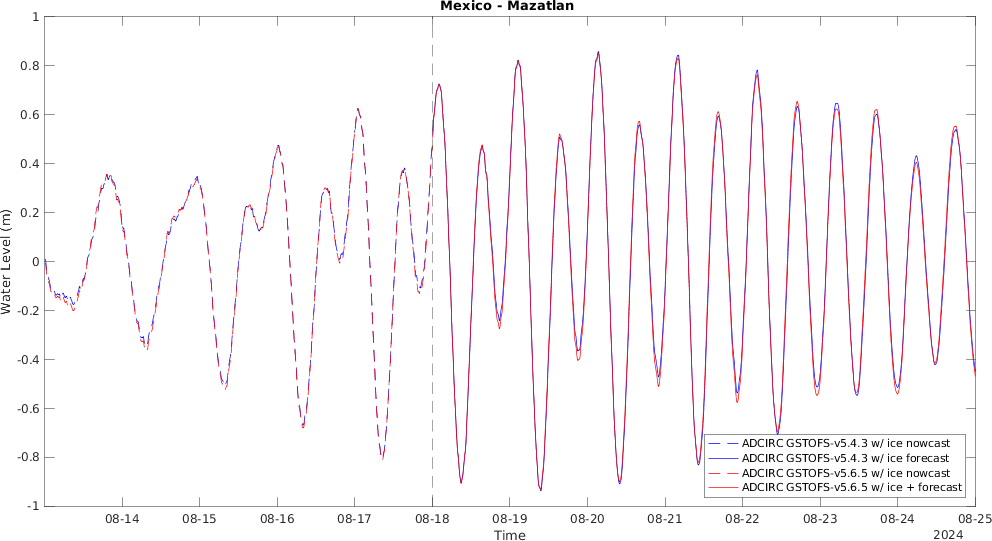 Mexico - Mazatlan
1
0.8
0.6
0.4
0.2
0
-0.2
-0.4
-0.6
-0.8
-1
Water Level (m)
ADCIRC GSTOFS-v5.4.3 w/ ice nowcast
ADCIRC GSTOFS-v5.4.3 w/ ice forecast
ADCIRC GSTOFS-v5.6.5 w/ ice nowcast
ADCIRC GSTOFS-v5.6.5 w/ ice + forecast
08-14 08-15 08-16 08-17 08-18 08-19 08-20 08-21 08-22 08-23 08-24 08-25
Time
2024